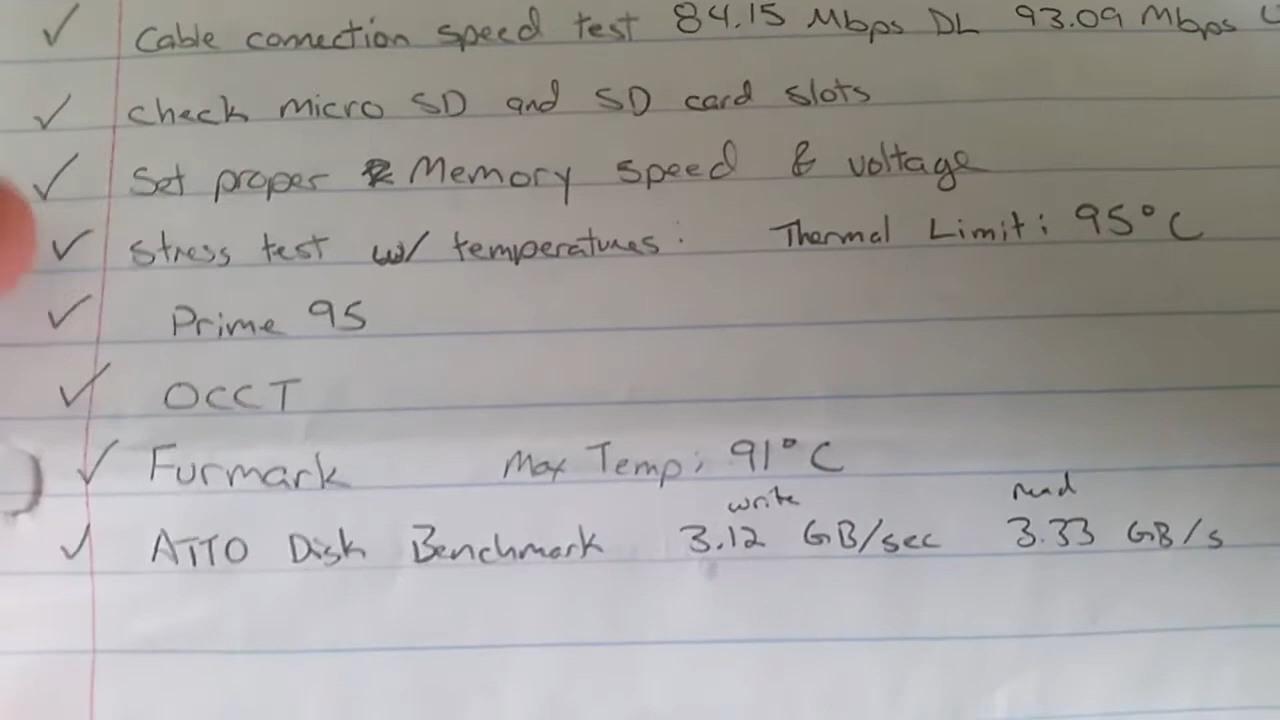 ✓ Cable connection speed test 84.15 Mbps DL 93.09 Mbps
✓ Check micro SD and SD card slots
✓ Set proper Memory speed & voltage
✓ Stress test w/ temperatures: Thermal Limit: 95°C
✓ Prime 95
✓ OCCT
✓ Furmark Max Temp: 91°C
write read
✓ ATTO Disk Benchmark 3.12 GB/sec 3.33 GB/s